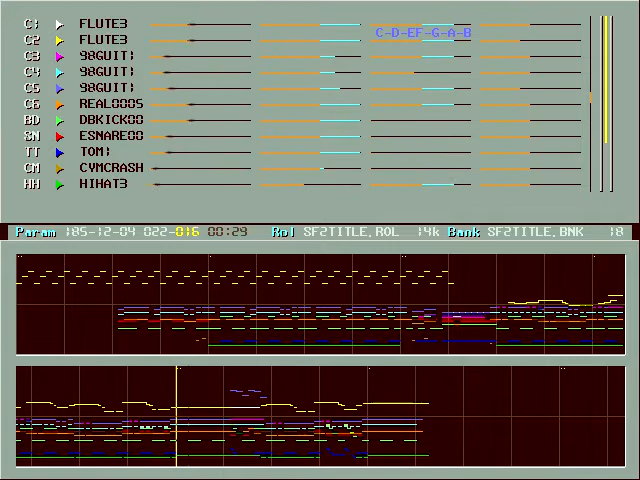 C1 FLUTE3
C-D-EF-G-A-B
C2 FLUTE3
C3 98GUIT1
C4 98GUIT1
C5 98GUIT1
C6 REAL000S
BD DBKICK00
SN ESNARE00
TT TOM1
CM CYMCRASH
HH HIHAT3
Param 185-12-04 022-016 00:29 Rol SF2TITLE.ROL 14k Bank SF2TITLE.BNK 18